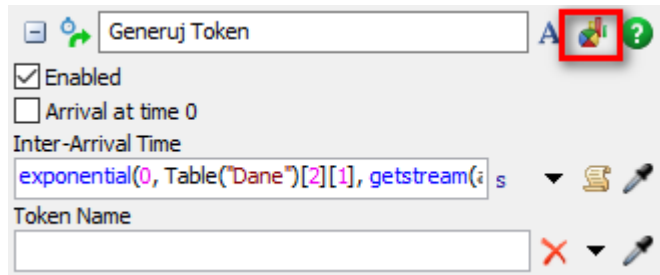 Generuj Token A ?
Enabled
Arrival at time 0
Inter-Arrival Time
exponential(0, Table("Dane")[2][1], getstream( s
Token Name